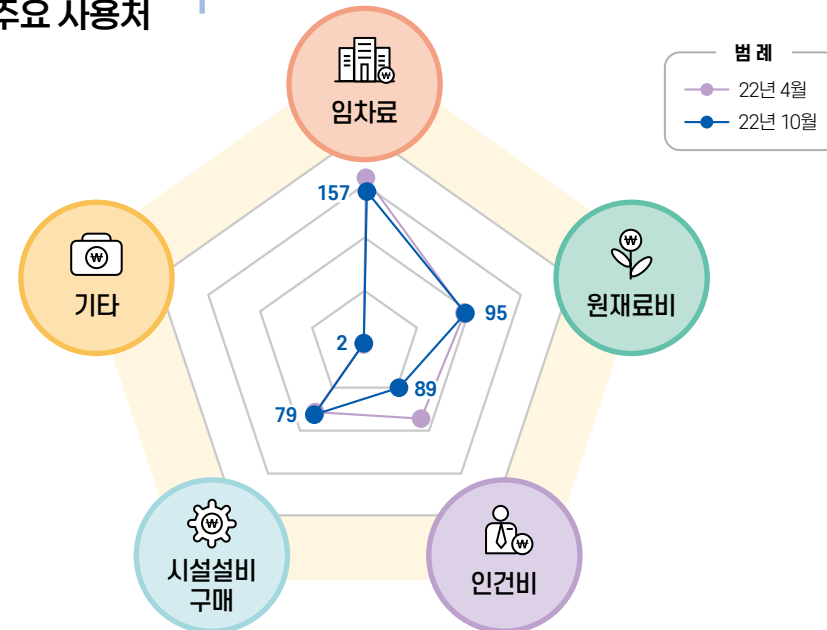 주요 사용처
범례
22년 4월
22년 10월
₩
임차료
157
₩
기타
₩
원재료비
95
2
89
79
₩
시설설비
구매
₩
인건비